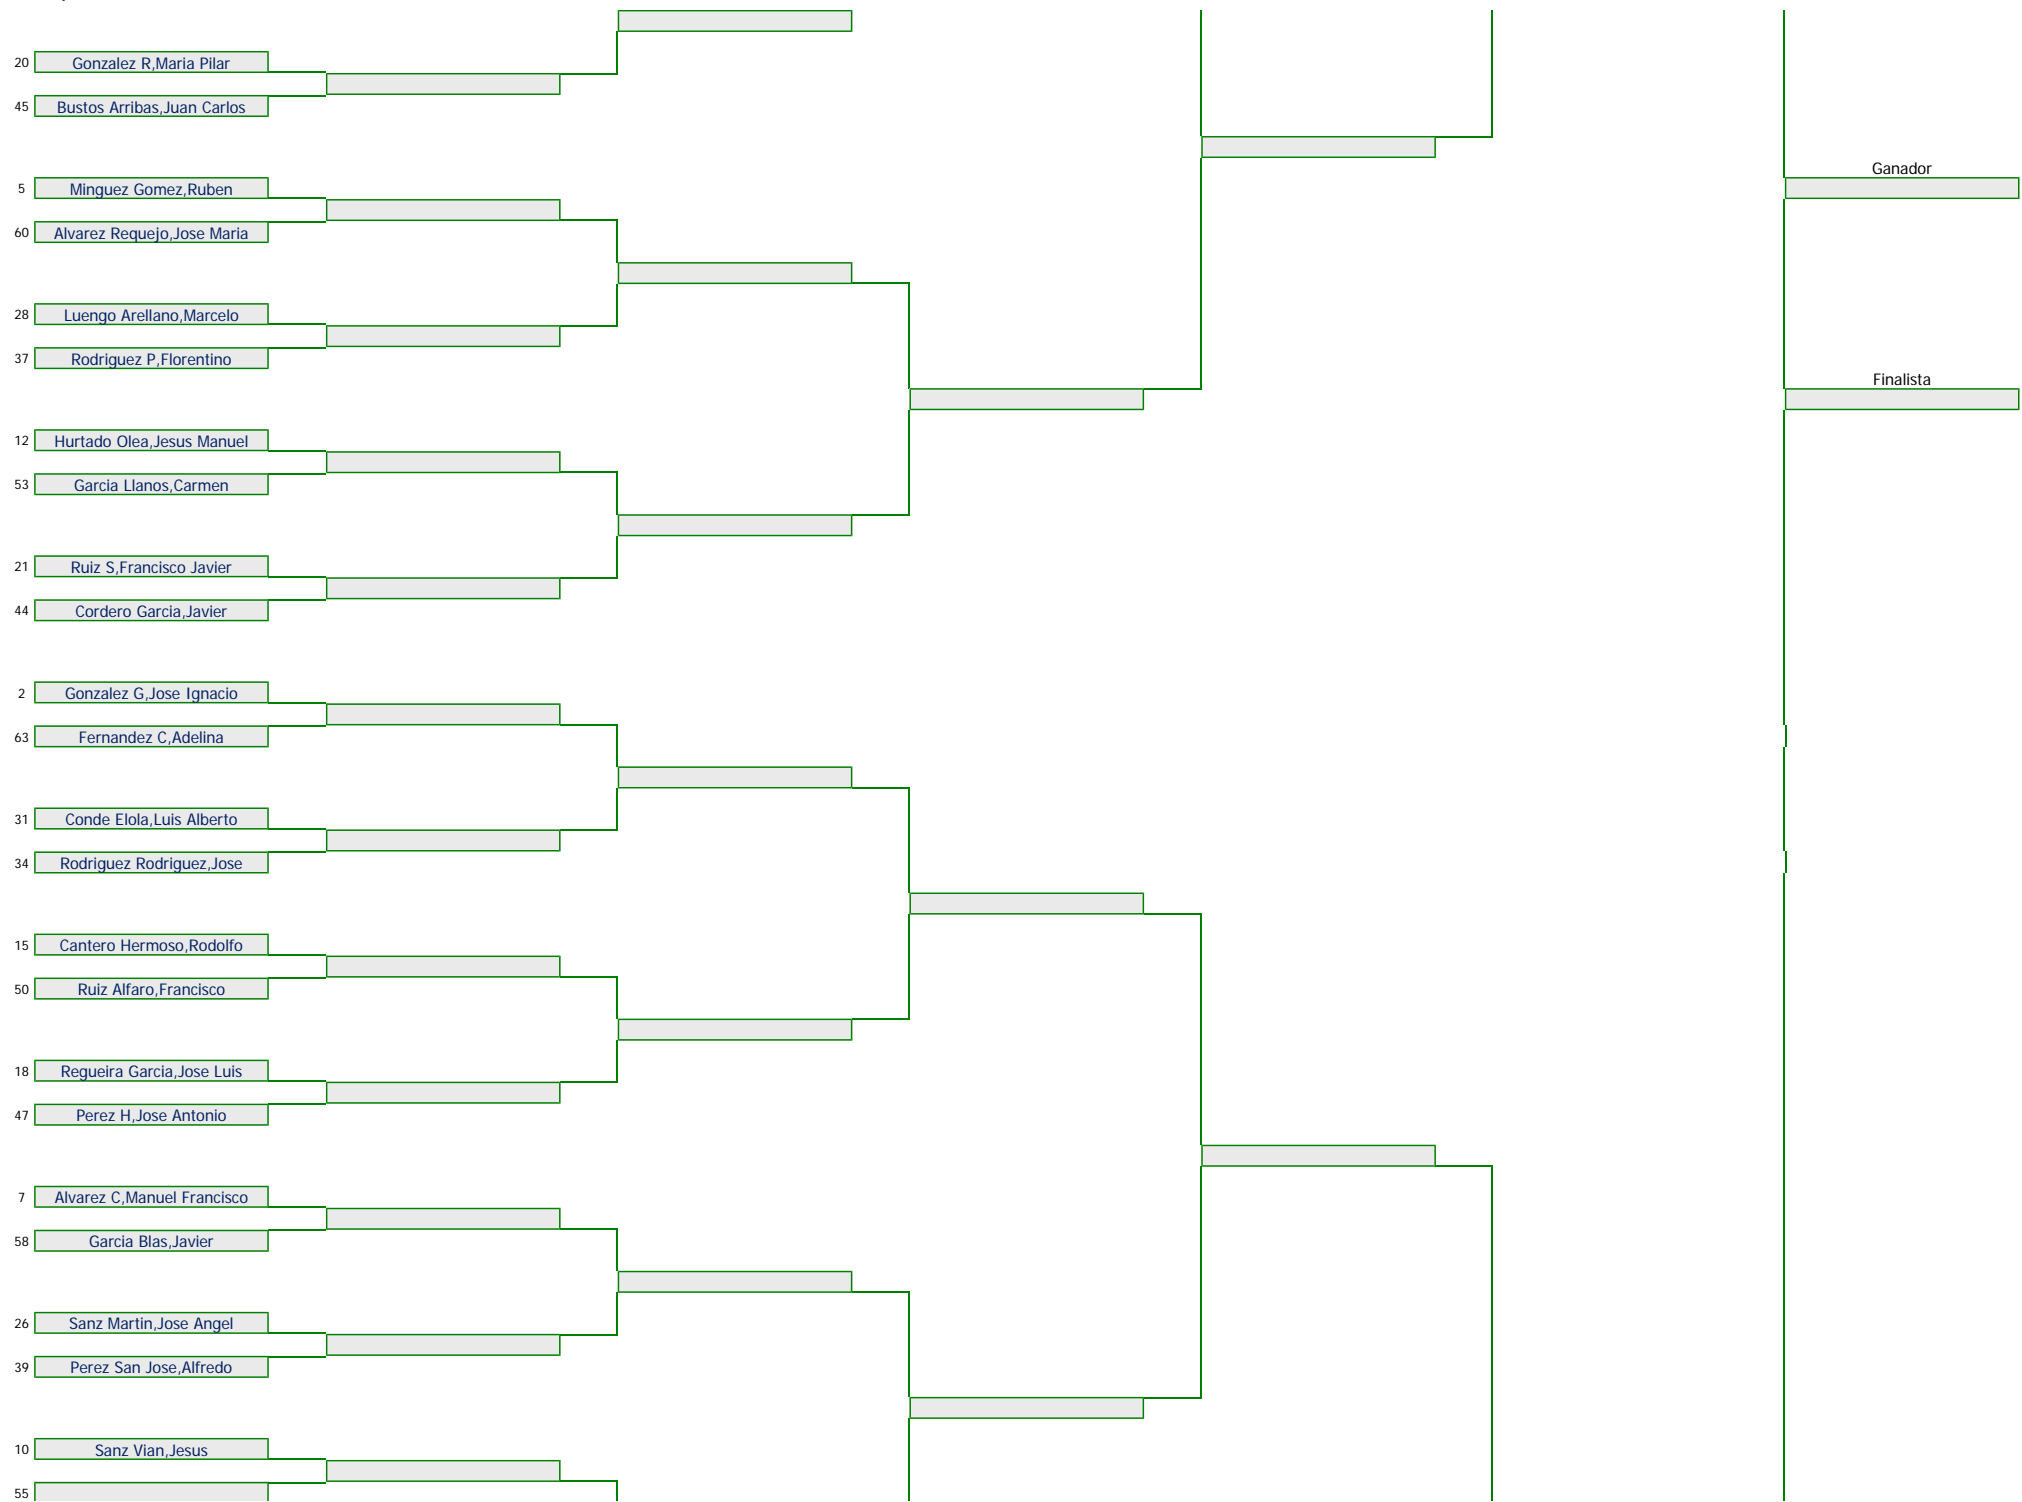 20 Gonzalez R,Maria Pilar
45 Bustos Arribas,Juan Carlos
Ganador
5 Minguez Gomez,Ruben
60 Alvarez Requejo,Jose Maria
28 Luengo Arellano,Marcelo
37 Rodriguez P,Florentino
Finalista
12 Hurtado Olea,Jesus Manuel
53 Garcia Llanos,Carmen
21 Ruiz S,Francisco Javier
44 Cordero Garcia,Javier
2 Gonzalez G,Jose Ignacio
63 Fernandez C,Adelina
31 Conde Elola,Luis Alberto
34 Rodriguez Rodriguez,Jose
15 Cantero Hermoso,Rodolfo
50 Ruiz Alfaro,Francisco
18 Regueira Garcia,Jose Luis
47 Perez H,Jose Antonio
7 Alvarez C,Manuel Francisco
58 Garcia Blas,Javier
26 Sanz Martin,Jose Angel
39 Perez San Jose,Alfredo
10 Sanz Vian,Jesus
55